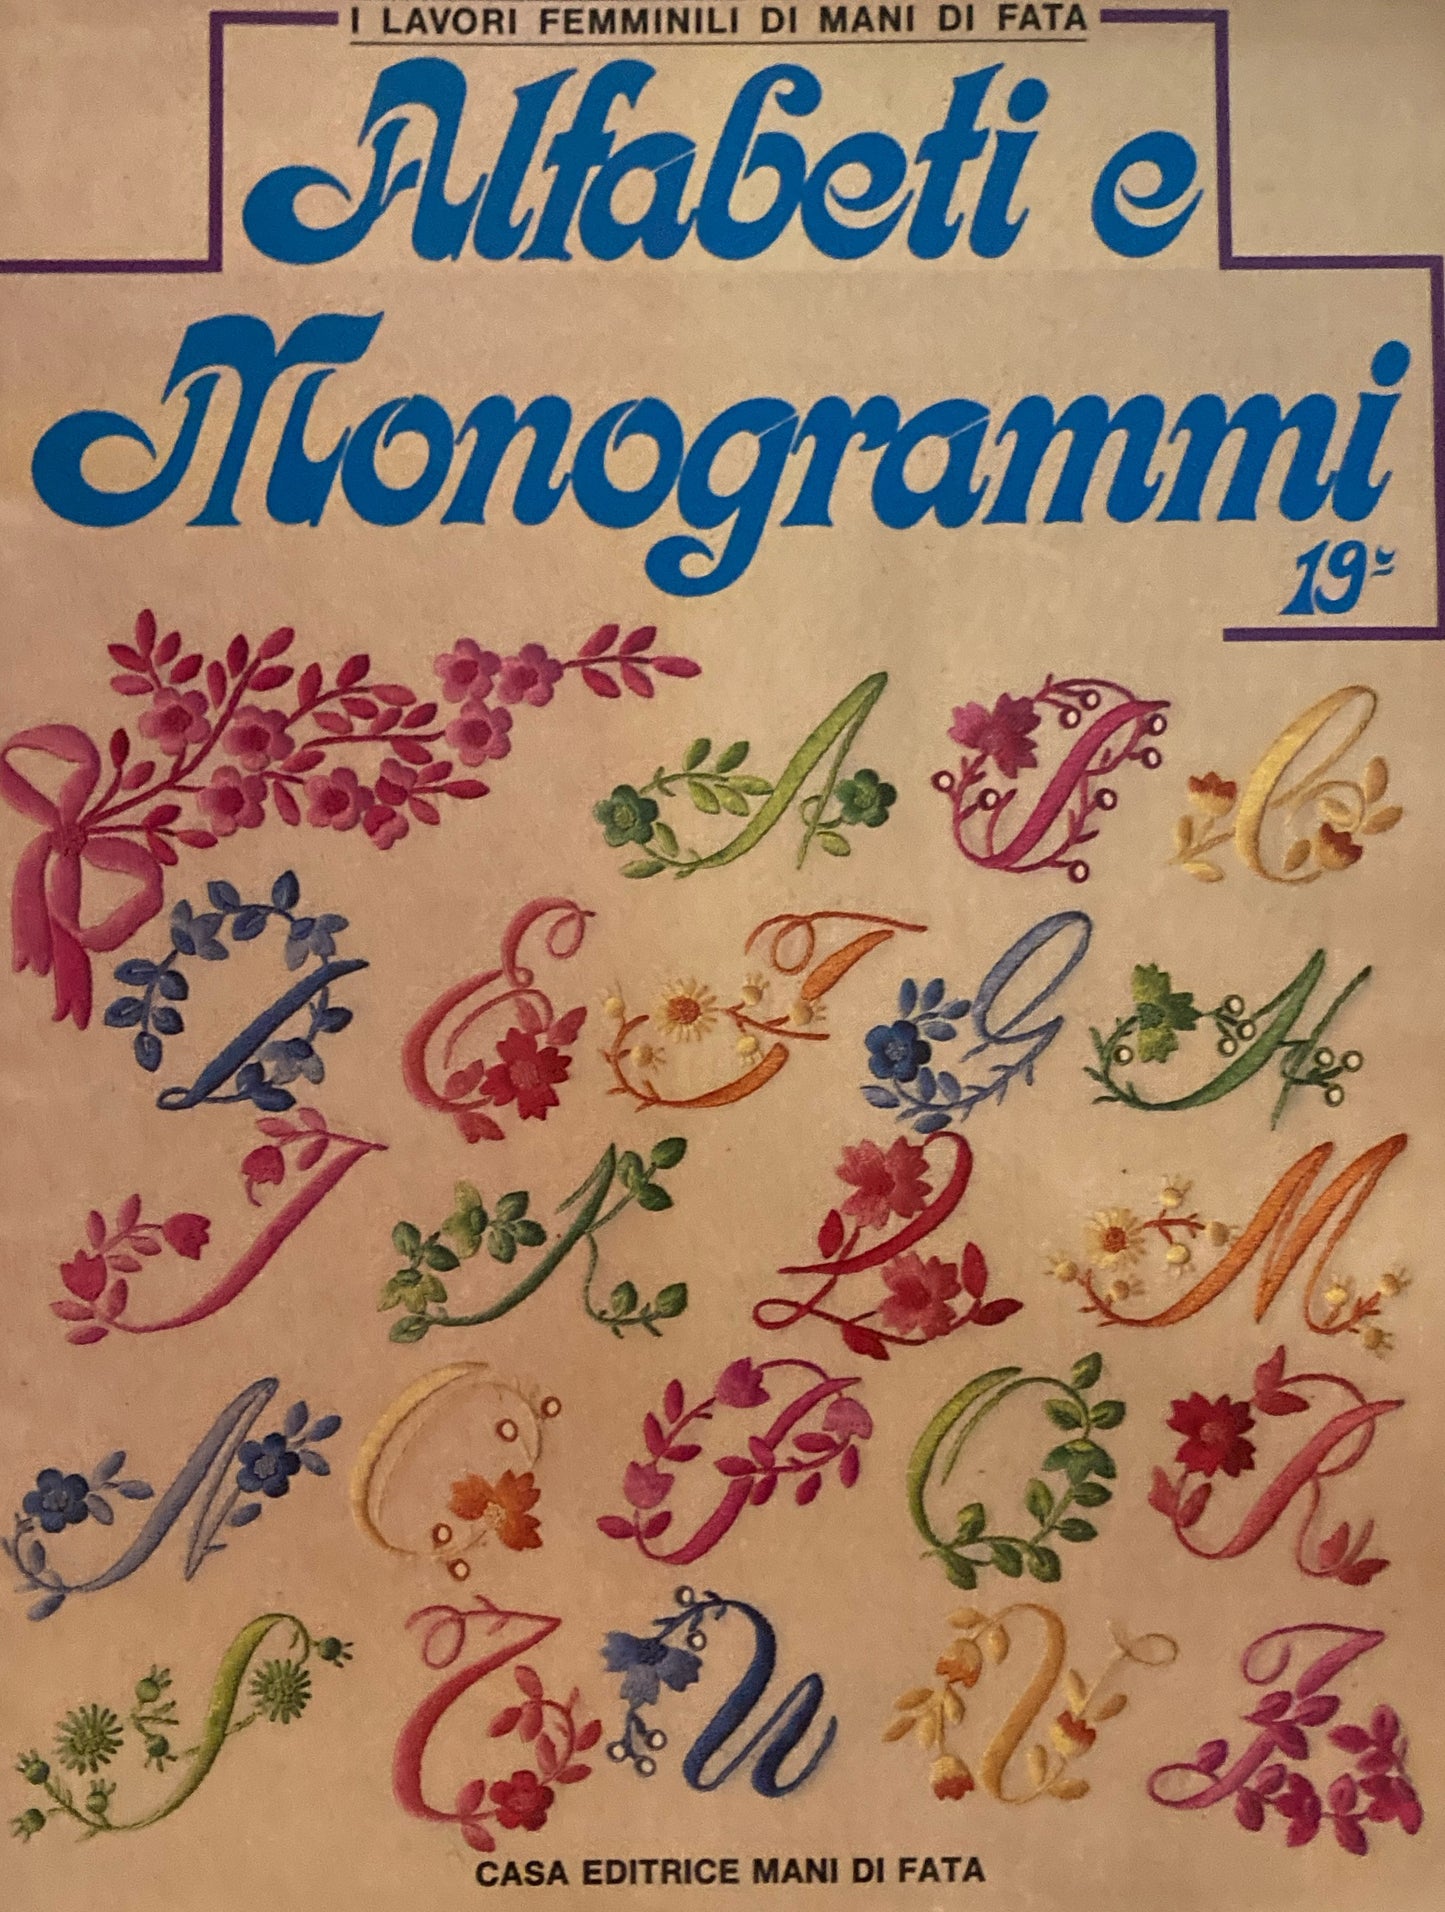 I LAVORI FEMMINILI DI MANI DI FATA
Alfabeti e
Monogrammi
19ª
A B C
D E F G H
I K L M
N O P Q R
S T U V Z
CASA EDITRICE MANI DI FATA